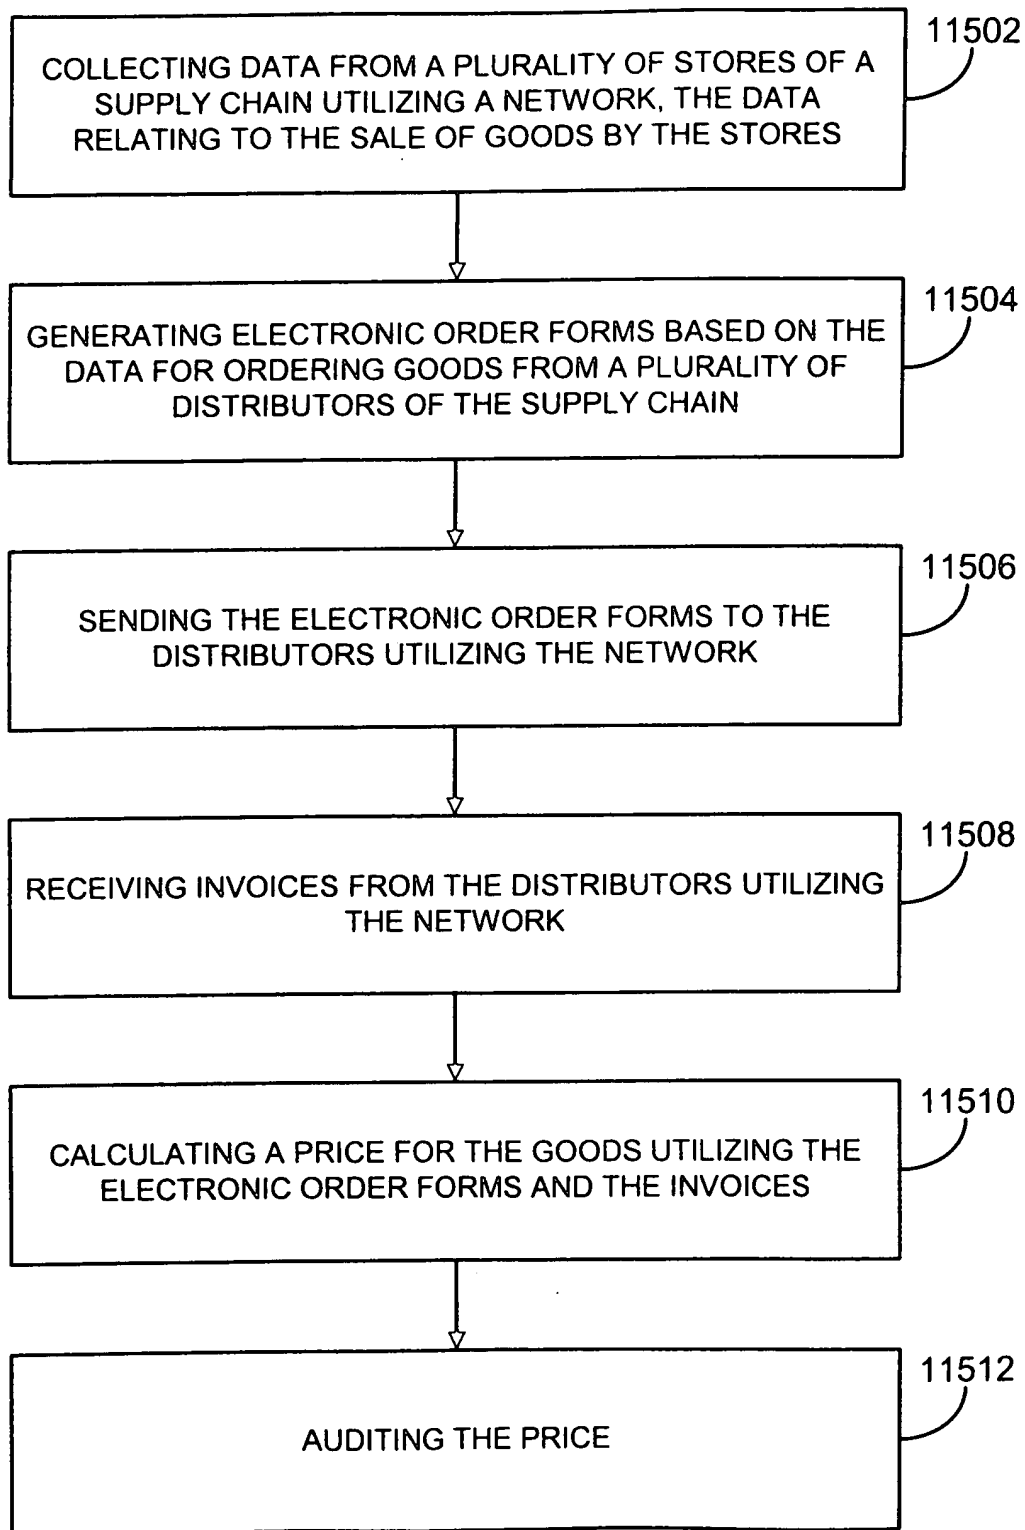 11502
COLLECTING DATA FROM A PLURALITY OF STORES OF A
SUPPLY CHAIN UTILIZING A NETWORK, THE DATA
RELATING TO THE SALE OF GOODS BY THE STORES
11504
GENERATING ELECTRONIC ORDER FORMS BASED ON THE
DATA FOR ORDERING GOODS FROM A PLURALITY OF
DISTRIBUTORS OF THE SUPPLY CHAIN
11506
SENDING THE ELECTRONIC ORDER FORMS TO THE
DISTRIBUTORS UTILIZING THE NETWORK
11508
RECEIVING INVOICES FROM THE DISTRIBUTORS UTILIZING
THE NETWORK
11510
CALCULATING A PRICE FOR THE GOODS UTILIZING THE
ELECTRONIC ORDER FORMS AND THE INVOICES
11512
AUDITING THE PRICE